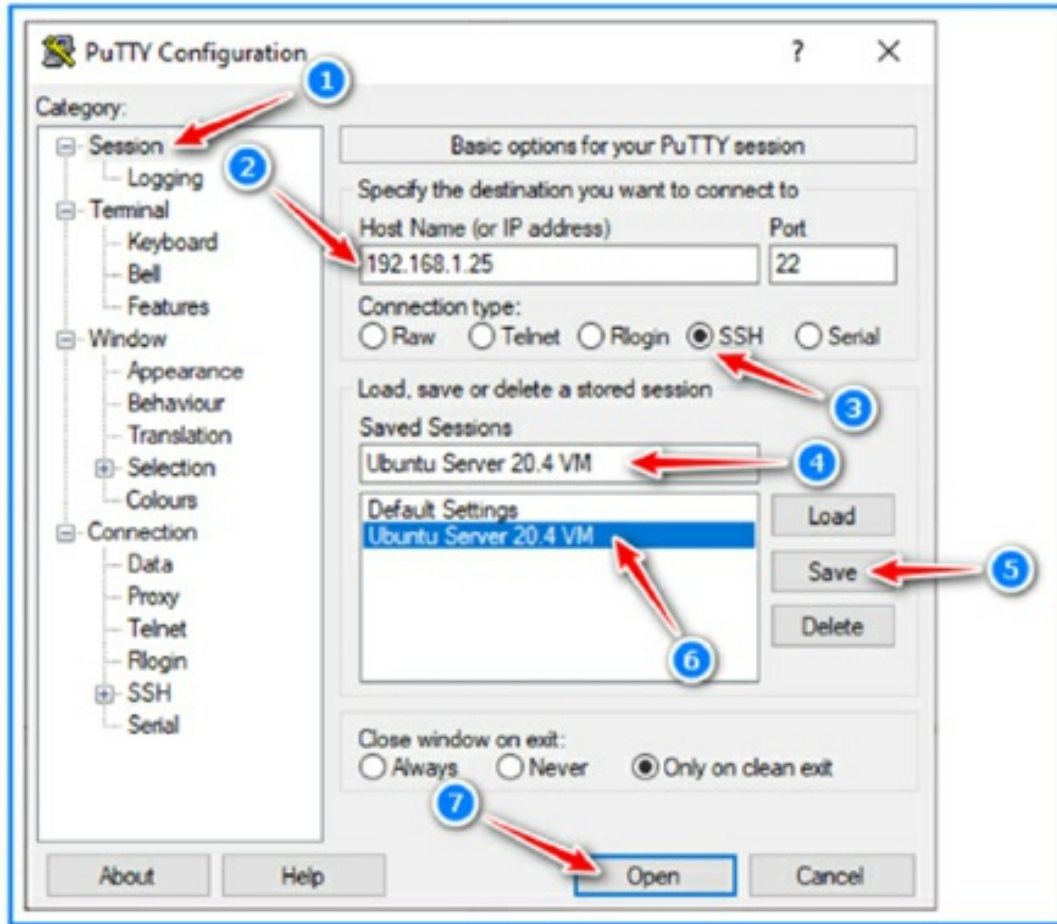 PuTTY Configuration
?
Category:
1
Session
2
Logging
Terminal
Keyboard
Bell
Features
Window
Appearance
Behaviour
Translation
Selection
Colours
Connection
Data
Proxy
Telnet
Rlogin
SSH
Serial
Basic options for your PuTTY session
Specify the destination you want to connect to
Host Name (or IP address) Port
192.168.1.25 22
Connection type:
Raw Telnet Rlogin SSH Serial
3
Load, save or delete a stored session
Saved Sessions
Ubuntu Server 20.4 VM 4
Default Settings
Ubuntu Server 20.4 VM
Load
Save 5
Delete
6
Close window on exit:
Always Never Only on clean exit
7
About Help Open Cancel